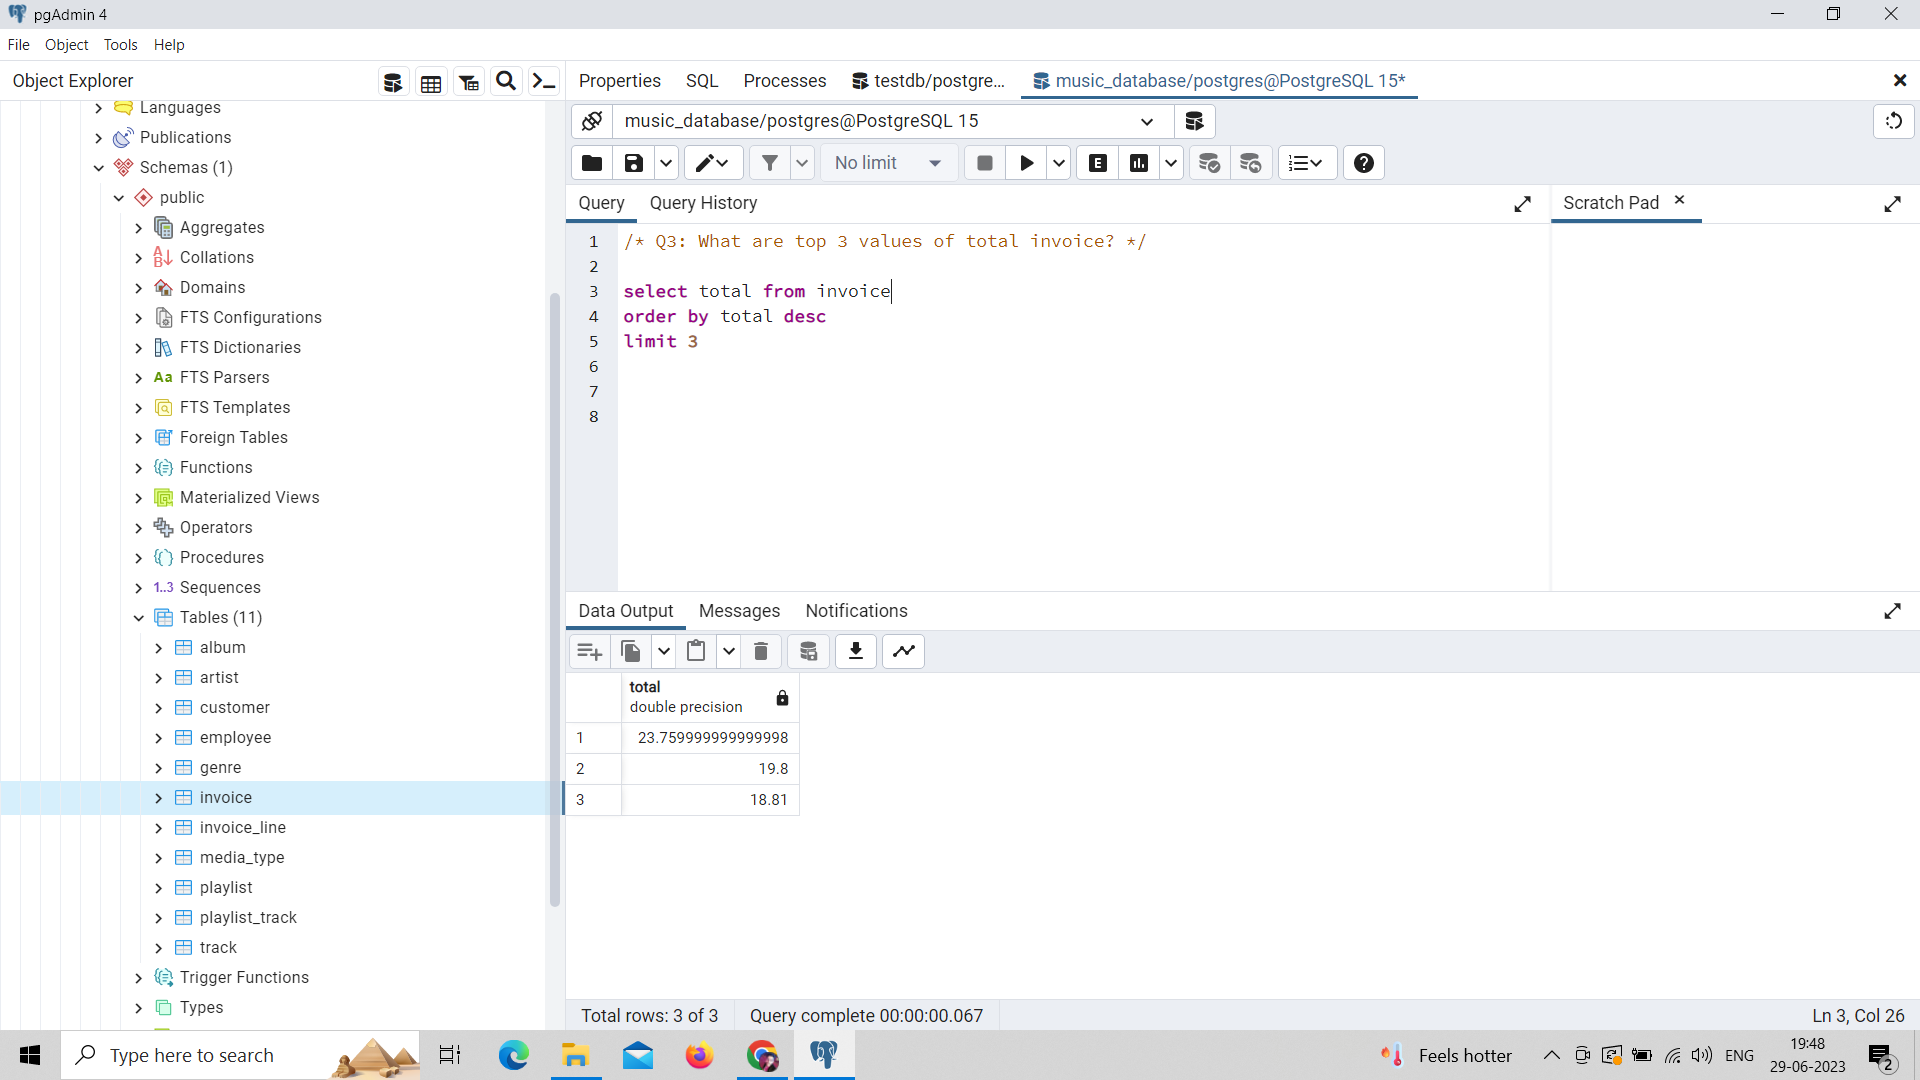 pgAdmin 4
File Object Tools Help
Object Explorer
Properties SQL Processes testdb/postgre... music_database/postgres@PostgreSQL 15*
Languages
Publications
Schemas (1)
public
Aggregates
Collations
Domains
FTS Configurations
FTS Dictionaries
Aa FTS Parsers
FTS Templates
Foreign Tables
Functions
Materialized Views
Operators
Procedures
1..3 Sequences
Tables (11)
album
artist
customer
employee
genre
invoice
invoice_line
media_type
playlist
playlist_track
track
Trigger Functions
Types
music_database/postgres@PostgreSQL 15
No limit
E
Query Query History
Scratch Pad
1 /* Q3: What are top 3 values of total invoice? */
2
3 select total from invoice
4 order by total desc
5 limit 3
6
7
8
Data Output Messages Notifications
total
double precision
1 23.759999999999998
2 19.8
3 18.81
Total rows: 3 of 3 Query complete 00:00:00.067 Ln 3, Col 26
Type here to search
Feels hotter
ENG
19:48
29-06-2023
2